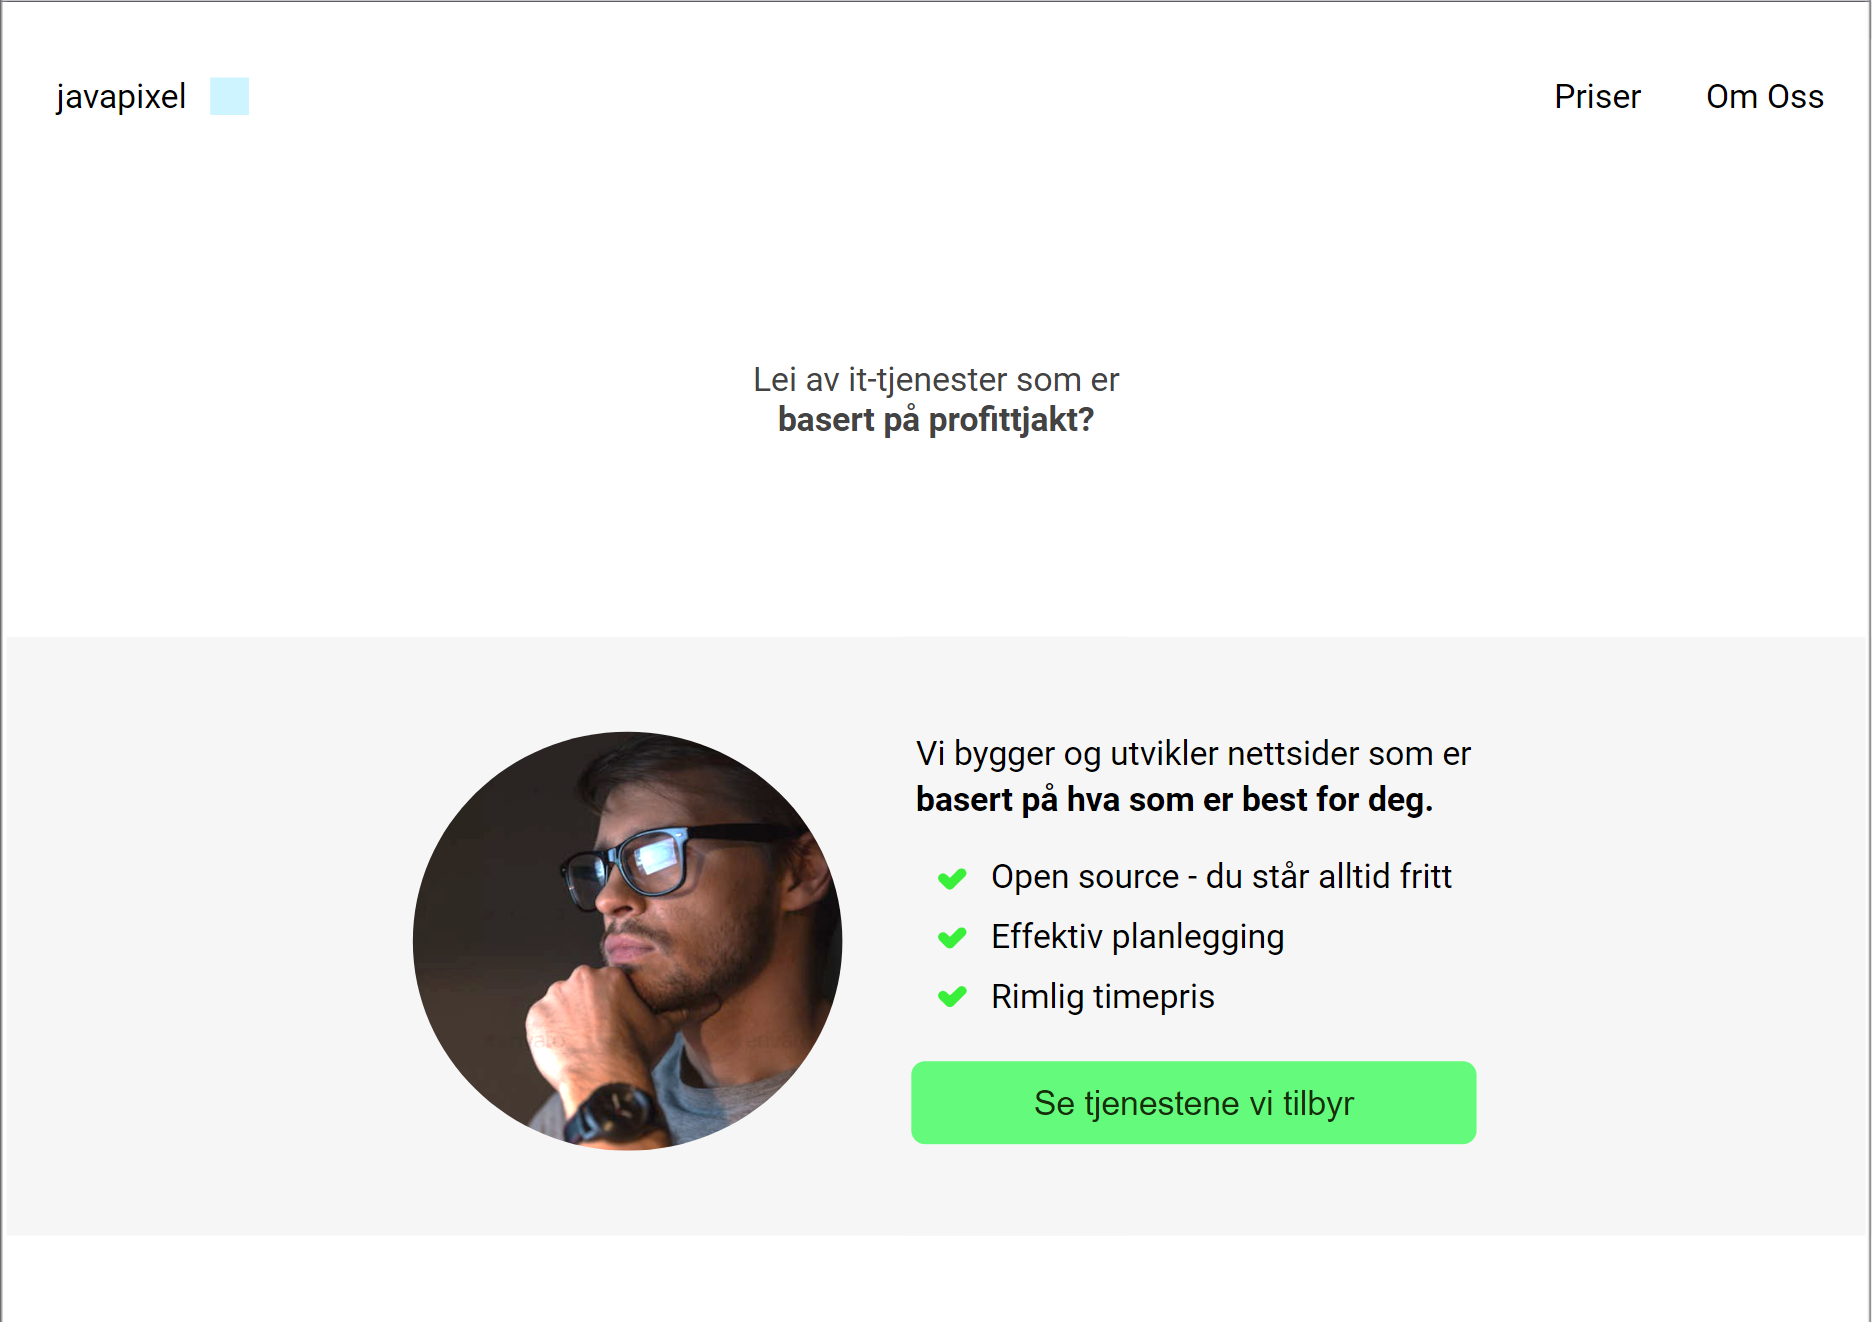 javapixel
Priser
Om Oss
Lei av it-tjenester som er
basert på profittjakt?
Vi bygger og utvikler nettsider som er
basert på hva som er best for deg.
Open source - du står alltid fritt
Effektiv planlegging
Rimlig timepris
Se tjenestene vi tilbyr